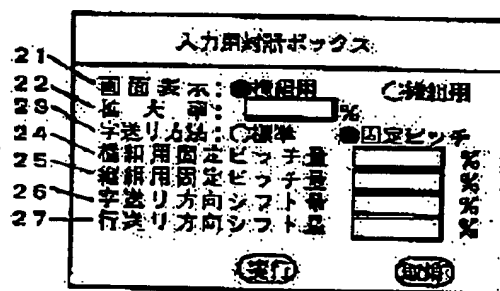 入力用対話ボックス
21 画面表示：●横組用 ○縦組用
22 拡大率： %
23 字送り方法：○標準 ●固定ピッチ
24 横組用固定ピッチ量 %
25 縦組用固定ピッチ量 %
26 字送り方向シフト量 %
27 行送り方向シフト量 %
実行 取消